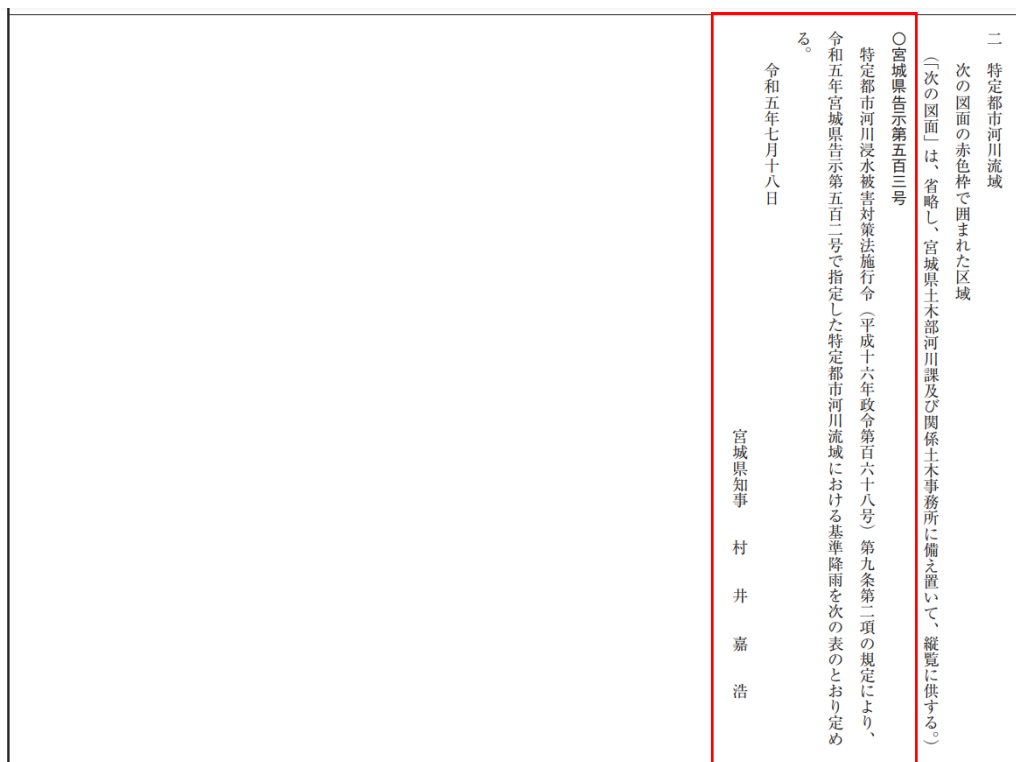 二　特定都市河川流域
次の図面の赤色枠で囲まれた区域
（「次の図面」は、省略し、宮城県土木部河川課及び関係土木事務所に備え置いて、縦覧に供する。）
〇宮城県告示第五百三号
特定都市河川浸水被害対策法施行令（平成十六年政令第百六十八号）第九条第二項の規定により、
令和五年宮城県告示第五百二号で指定した特定都市河川流域における基準降雨を次の表のとおり定め
る。
令和五年七月十八日
宮城県知事　村　井　嘉　浩